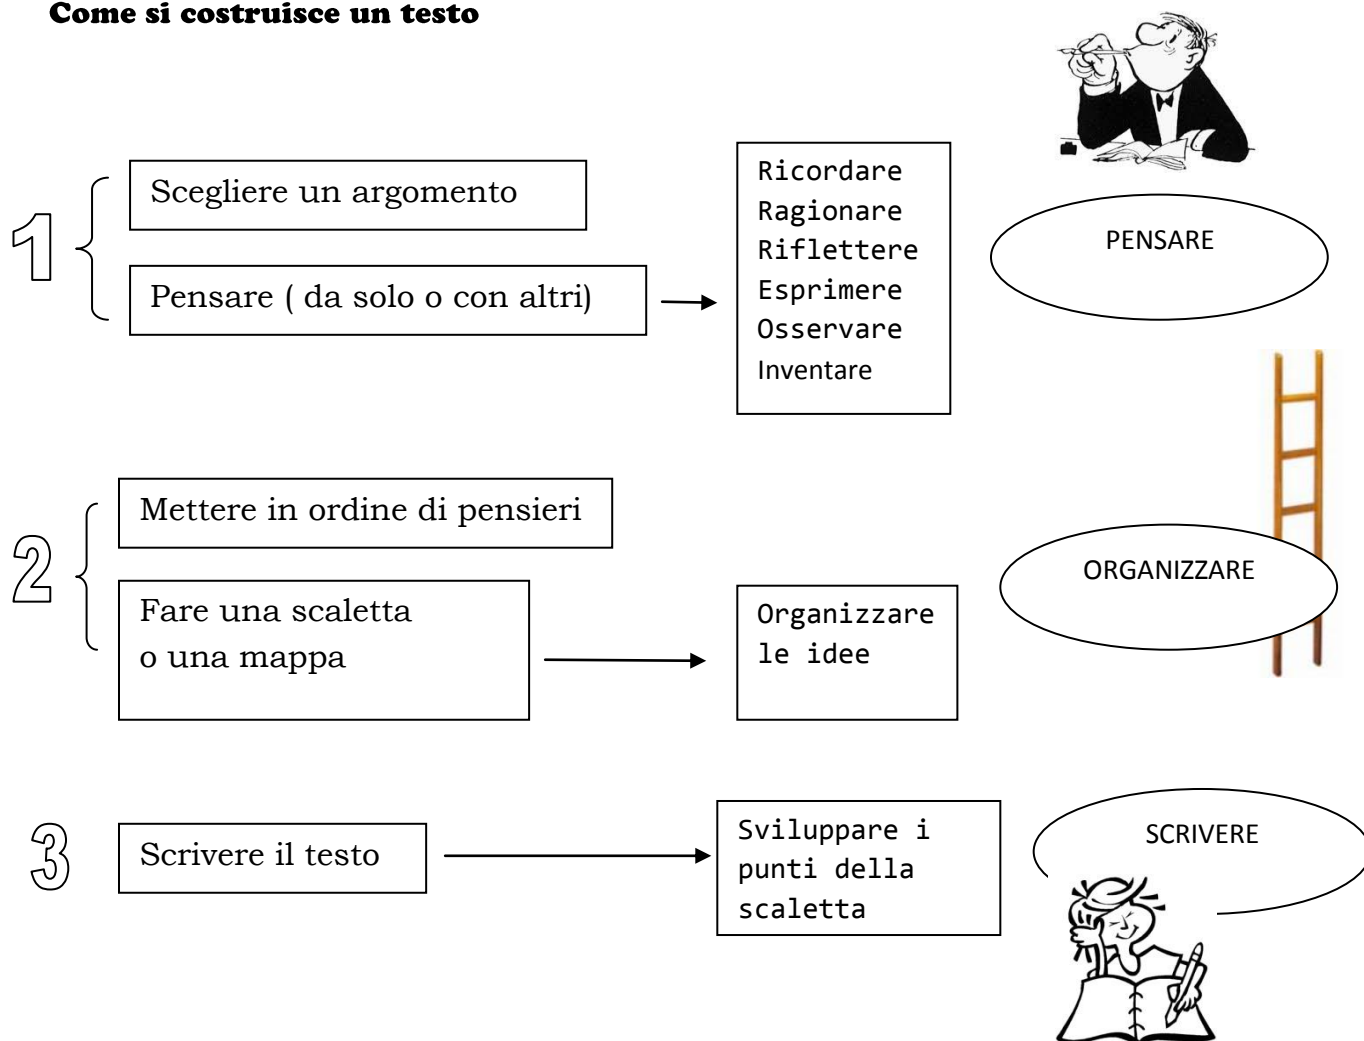 Come si costruisce un testo
1
Scegliere un argomento
Pensare ( da solo o con altri)
Ricordare
Ragionare
Riflettere
Esprimere
Osservare
Inventare
PENSARE
2
Mettere in ordine di pensieri
Fare una scaletta
o una mappa
Organizzare
le idee
ORGANIZZARE
3
Scrivere il testo
Sviluppare i
punti della
scaletta
SCRIVERE